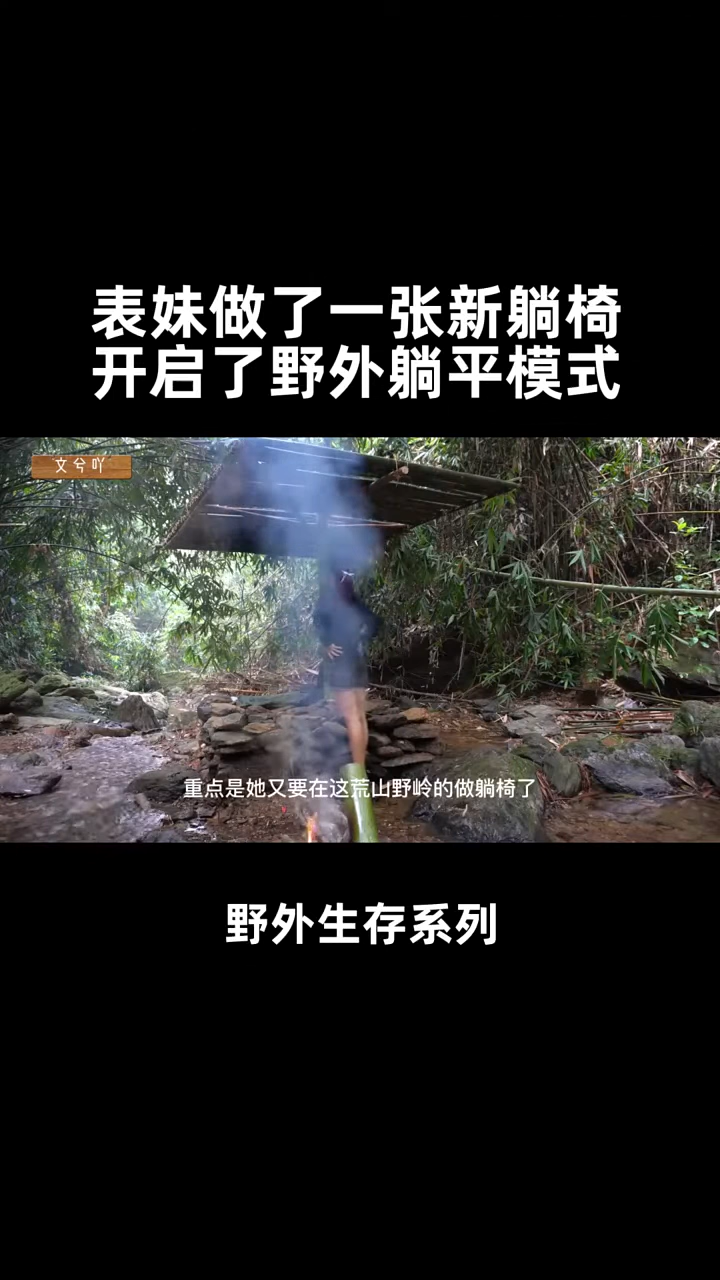 表妹做了一张新躺椅
开启了野外躺平模式
文兮吖
重点是她又要在这荒山野岭的做躺椅了
野外生存系列